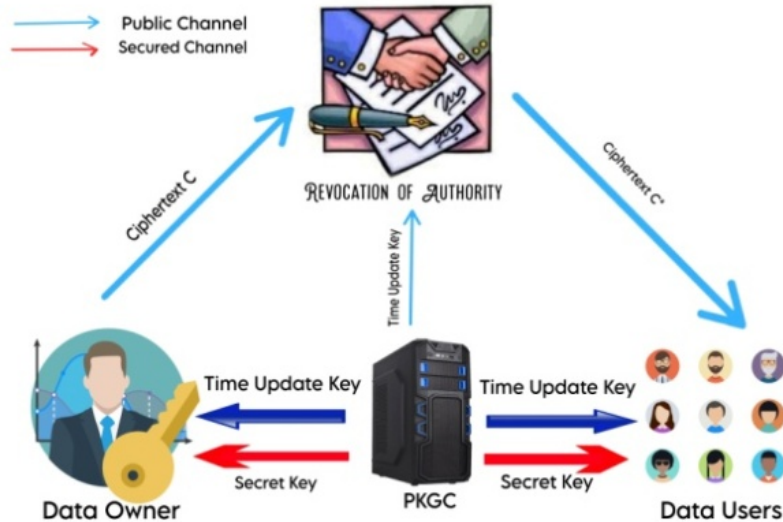 Public Channel
Secured Channel
Ciphertext C
Ciphertext C*
REVOCATION OF AUTHORITY
Time Update Key
Time Update Key
Time Update Key
Secret Key
Secret Key
Data Owner
PKGC
Data Users